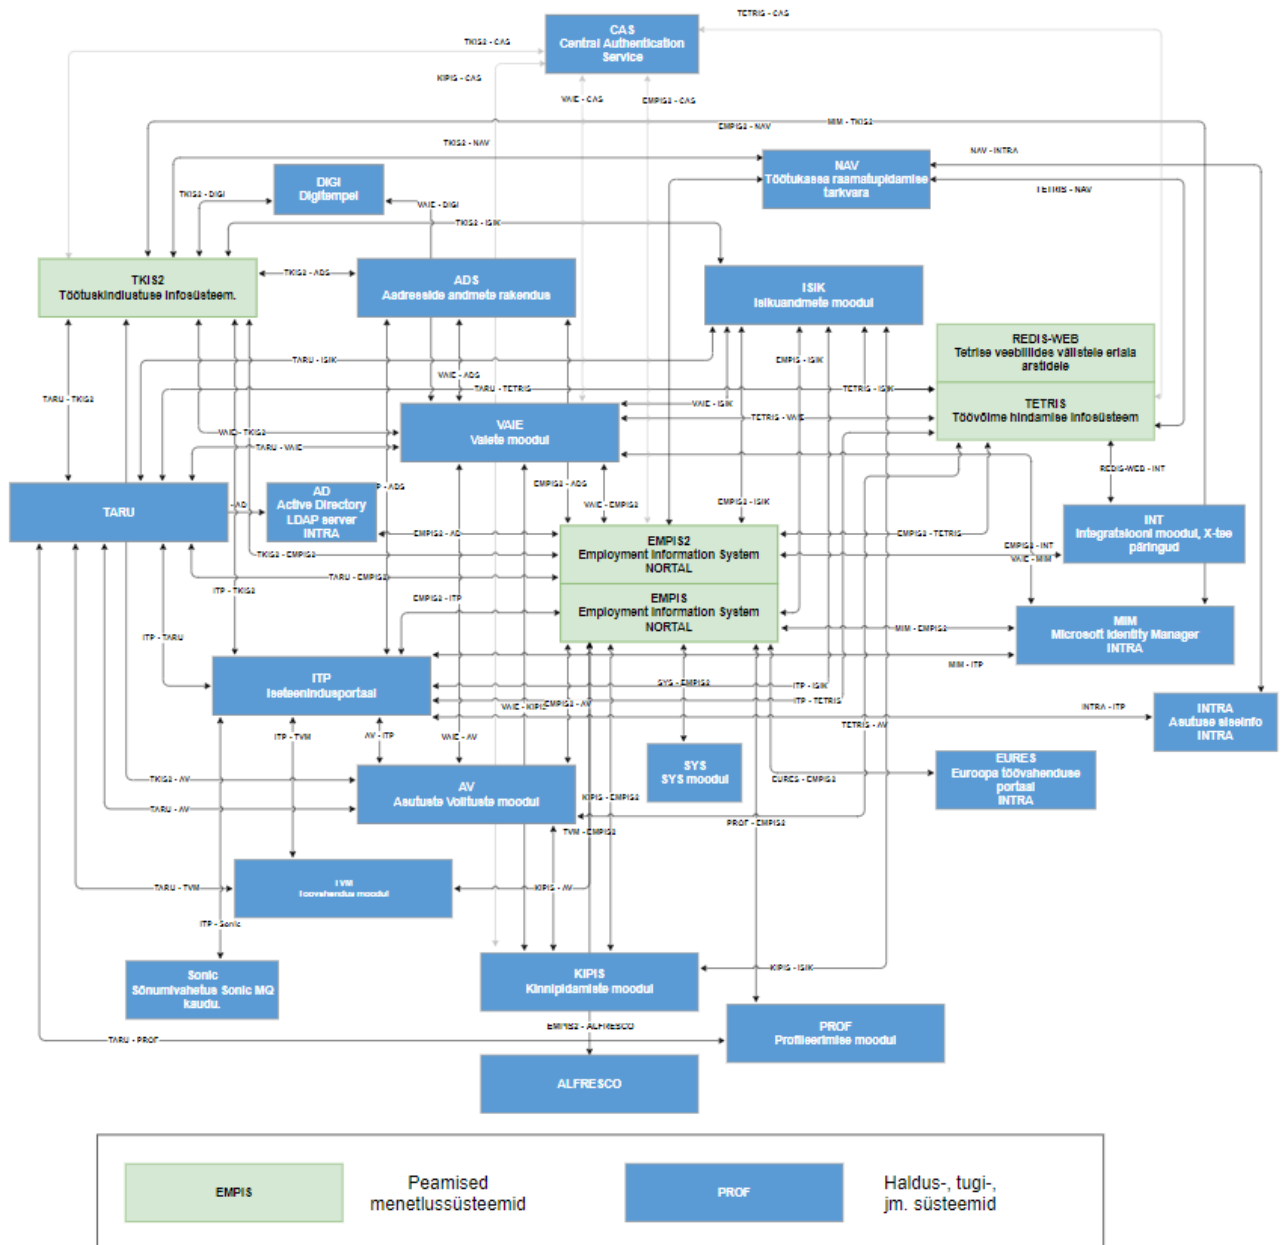 TETRIS - CAS
CAS
Central Authentication
Service
TKIS2 - CAS
KIPIS - CAS
VAIE - CAS
EMPIS2 - CAS
MIM - TKIS2
EMPIS2 - NAV
TKIS2 - NAV
NAV - INTRA
NAV
Töötukassa raamatupidamise
tarkvara
TETRIS - NAV
DIGI
Digitempel
TKIS2 - DIGI
VAIE - DIGI
TKIS2 - ISIK
TKIS2
Töötuskindlustuse infosüsteem.
TKIS2 - ADS
ADS
Aadresside andmete rakendus
ISIK
Isikuandmete moodul
REDIS-WEB
Tetrise veebiliides välistele eriala
arstidele
TARU - ISIK
EMPIS - ISIK
VAIE - ADS
TARU - TETRIS
TETRIS - ISIK
TARU - TKIS2
VAIE - ISIK
TETRIS
Töövõime hindamise infosüsteem
TETRIS - VAIE
VAIE
Vaiete moodul
VAIE - TKIS2
TARU - VAIE
REDIS-WEB - INT
EMPIS2 - ADS
P - ADS
VAIE - EMPIS2
EMPIS2 - ISIK
TARU
- AD
AD
Active Directory
LDAP server
INTRA
INT
Integratsiooni moodul, X-tee
päringud
EMPIS2 - AD
EMPIS2 - TETRIS
EMPIS2
Employment Information System
NORTAL
EMPIS2 - INT
VAIE - MIM
TKIS2 - EMPIS2
TARU - EMPIS2
ITP - TKIS2
EMPIS2 - ITP
EMPIS
Employment Information System
NORTAL
MIM
Microsoft Identity Manager
INTRA
MIM - EMPIS2
ITP - TARU
MIM - ITP
ITP
Iseteenindusportaal
SYS - EMPIS2
ITP - ISIK
ITP - TETRIS
EMPIS2 - AV
VAIE - KIPIS
INTRA - ITP
INTRA
Asutuse siseinfo
INTRA
TETRIS - AV
ITP - TVM
AV - ITP
VAIE - AV
SYS
SYS moodul
EURES
Euroopa töövahenduse
portaal
INTRA
TKIS2 - AV
EURES - EMPIS2
AV
Asutuste Volituste moodul
KIPIS - EMPIS2
TARU - AV
PROF - EMPIS2
TVM - EMPIS2
TVM
Töövahendus moodul
TARU - TVM
KIPIS - AV
ITP - Sonic
Sonic
Sõnumivahetus Sonic MQ
kaudu.
KIPIS
Kinnipidamiste moodul
KIPIS - ISIK
EMPIS2 - ALFRESCO
TARU - PROF
PROF
Profileerimise moodul
ALFRESCO
EMPIS
Peamised
menetlussüsteemid
PROF
Haldus-, tugi-,
jm. süsteemid